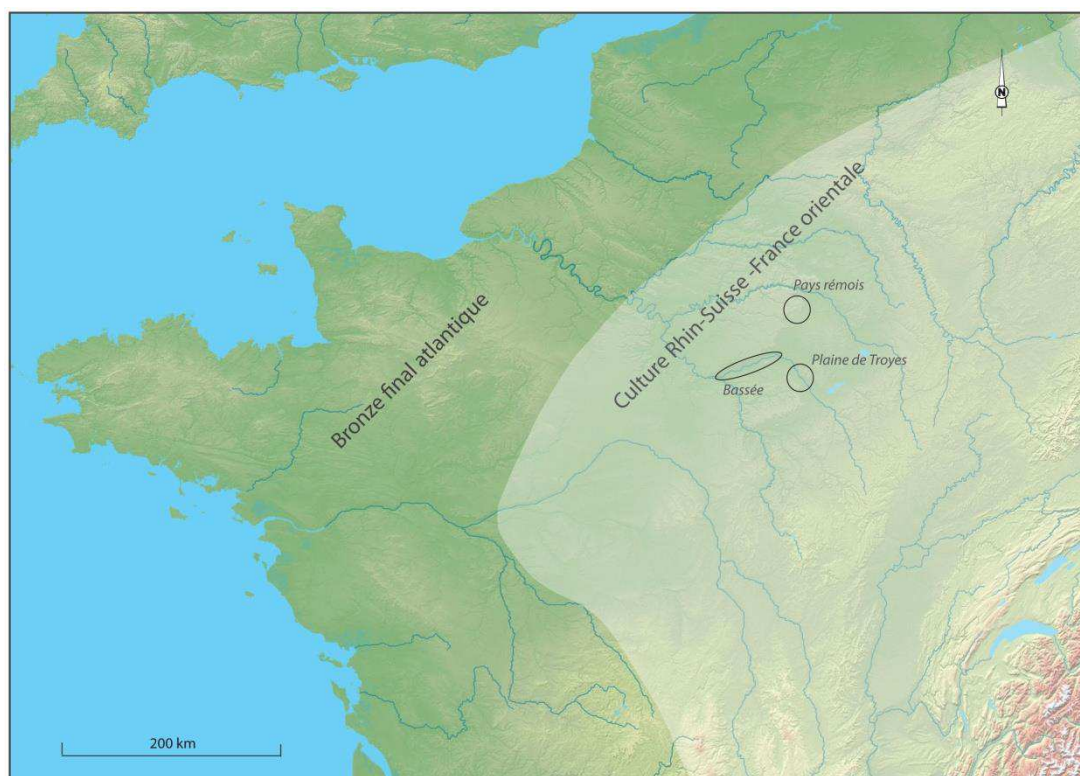 N
Culture Rhin-Suisse -France orientale
Pays rémois
Bronze final atlantique
Plaine de Troyes
Bassée
200 km